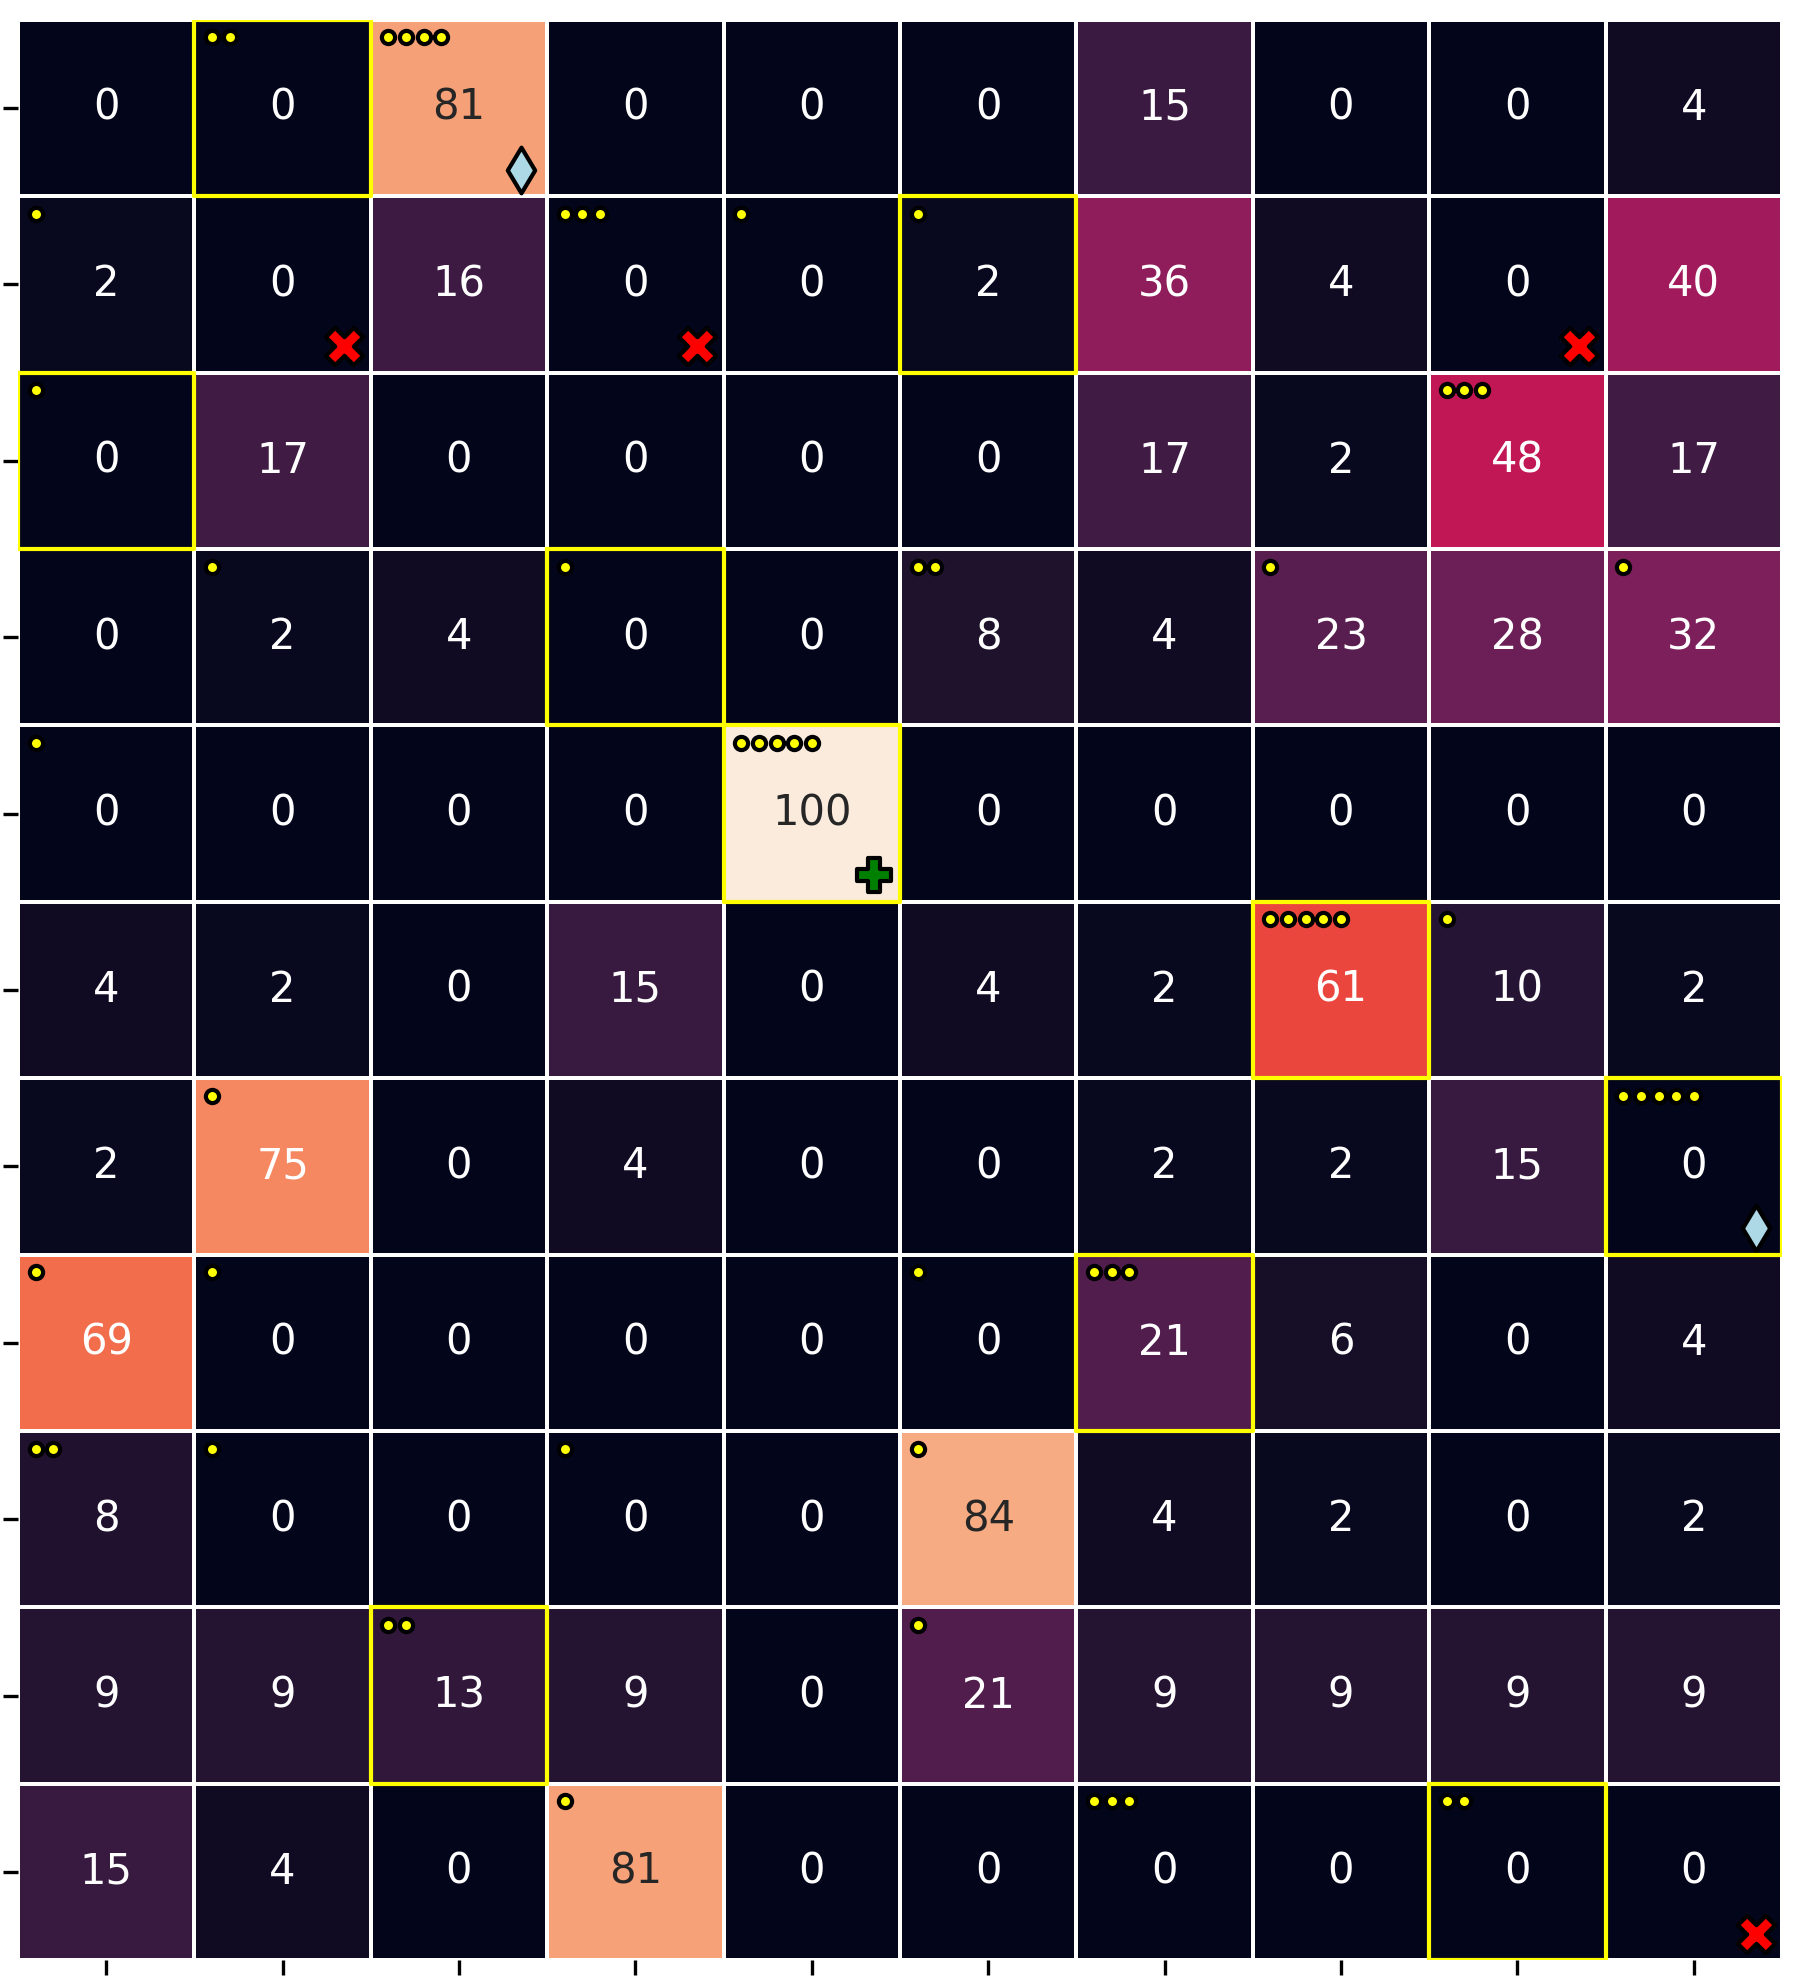 0 0 81 0 0 0 15 0 0 4
2 0 16 0 0 2 36 4 0 40
0 17 0 0 0 0 17 2 48 17
0 2 4 0 0 8 4 23 28 32
0 0 0 0 100 0 0 0 0 0
4 2 0 15 0 4 2 61 10 2
2 75 0 4 0 0 2 2 15 0
69 0 0 0 0 0 21 6 0 4
8 0 0 0 0 84 4 2 0 2
9 9 13 9 0 21 9 9 9 9
15 4 0 81 0 0 0 0 0 0